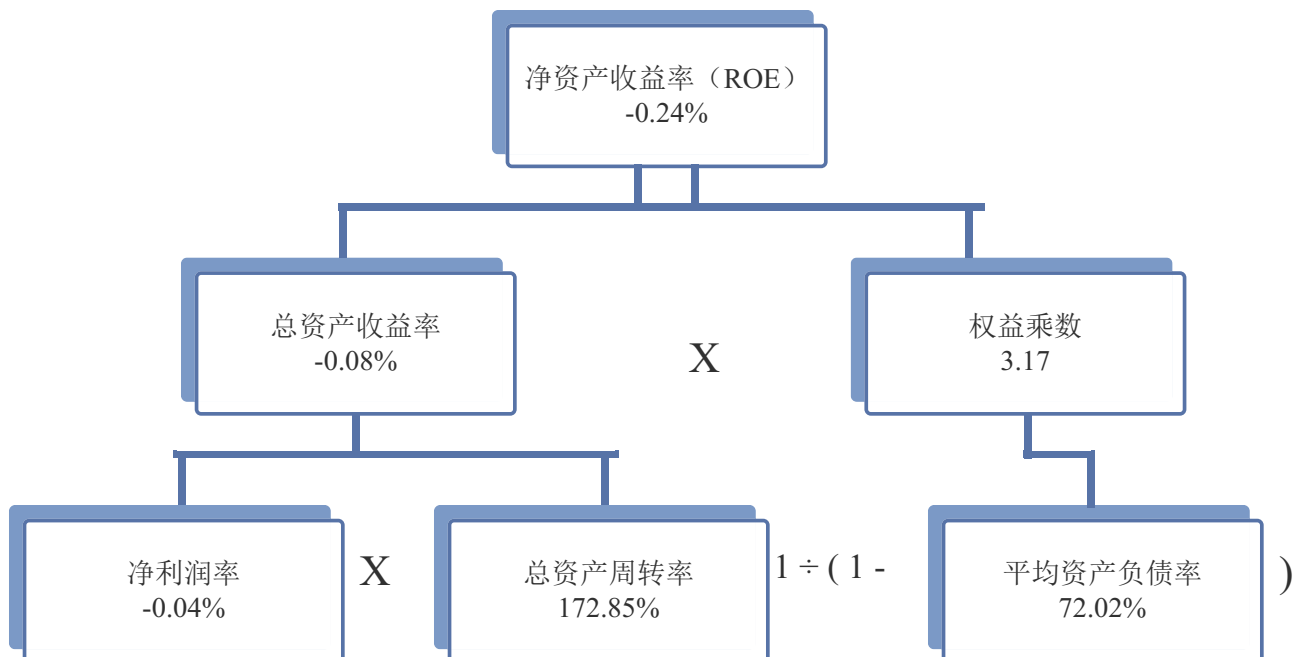 净资产收益率（ROE）
-0.24%
总资产收益率
-0.08%
X
权益乘数
3.17
净利润率
-0.04%
X
总资产周转率
172.85%
1 ÷ ( 1 -
平均资产负债率
72.02%
)